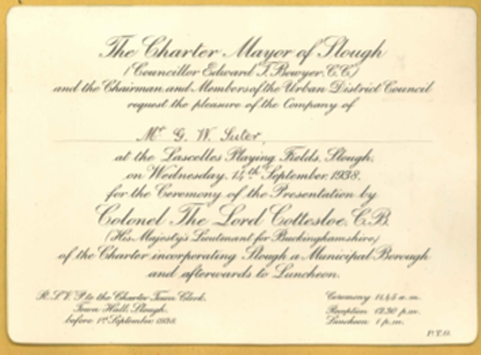 The Charter Mayor of Slough
(Councillor Edward T. Bowyer, C.C.)
and the Chairman and Members of the Urban District Council
request the pleasure of the Company of
Mr G. W. Suter,
at the Lascelles Playing Fields, Slough,
on Wednesday, 14th September 1938,
for the Ceremony of the Presentation by
Colonel The Lord Cottesloe, C.B.
(His Majesty's Lieutenant for Buckinghamshire)
of the Charter incorporating Slough a Municipal Borough
and afterwards to Luncheon.
R.S.V.P. to the Charter Town Clerk,
Town Hall, Slough,
before 1st September 1938.
Ceremony 11.45 a.m.
Reception 12.30 p.m.
Luncheon 1 p.m.
P.T.O.